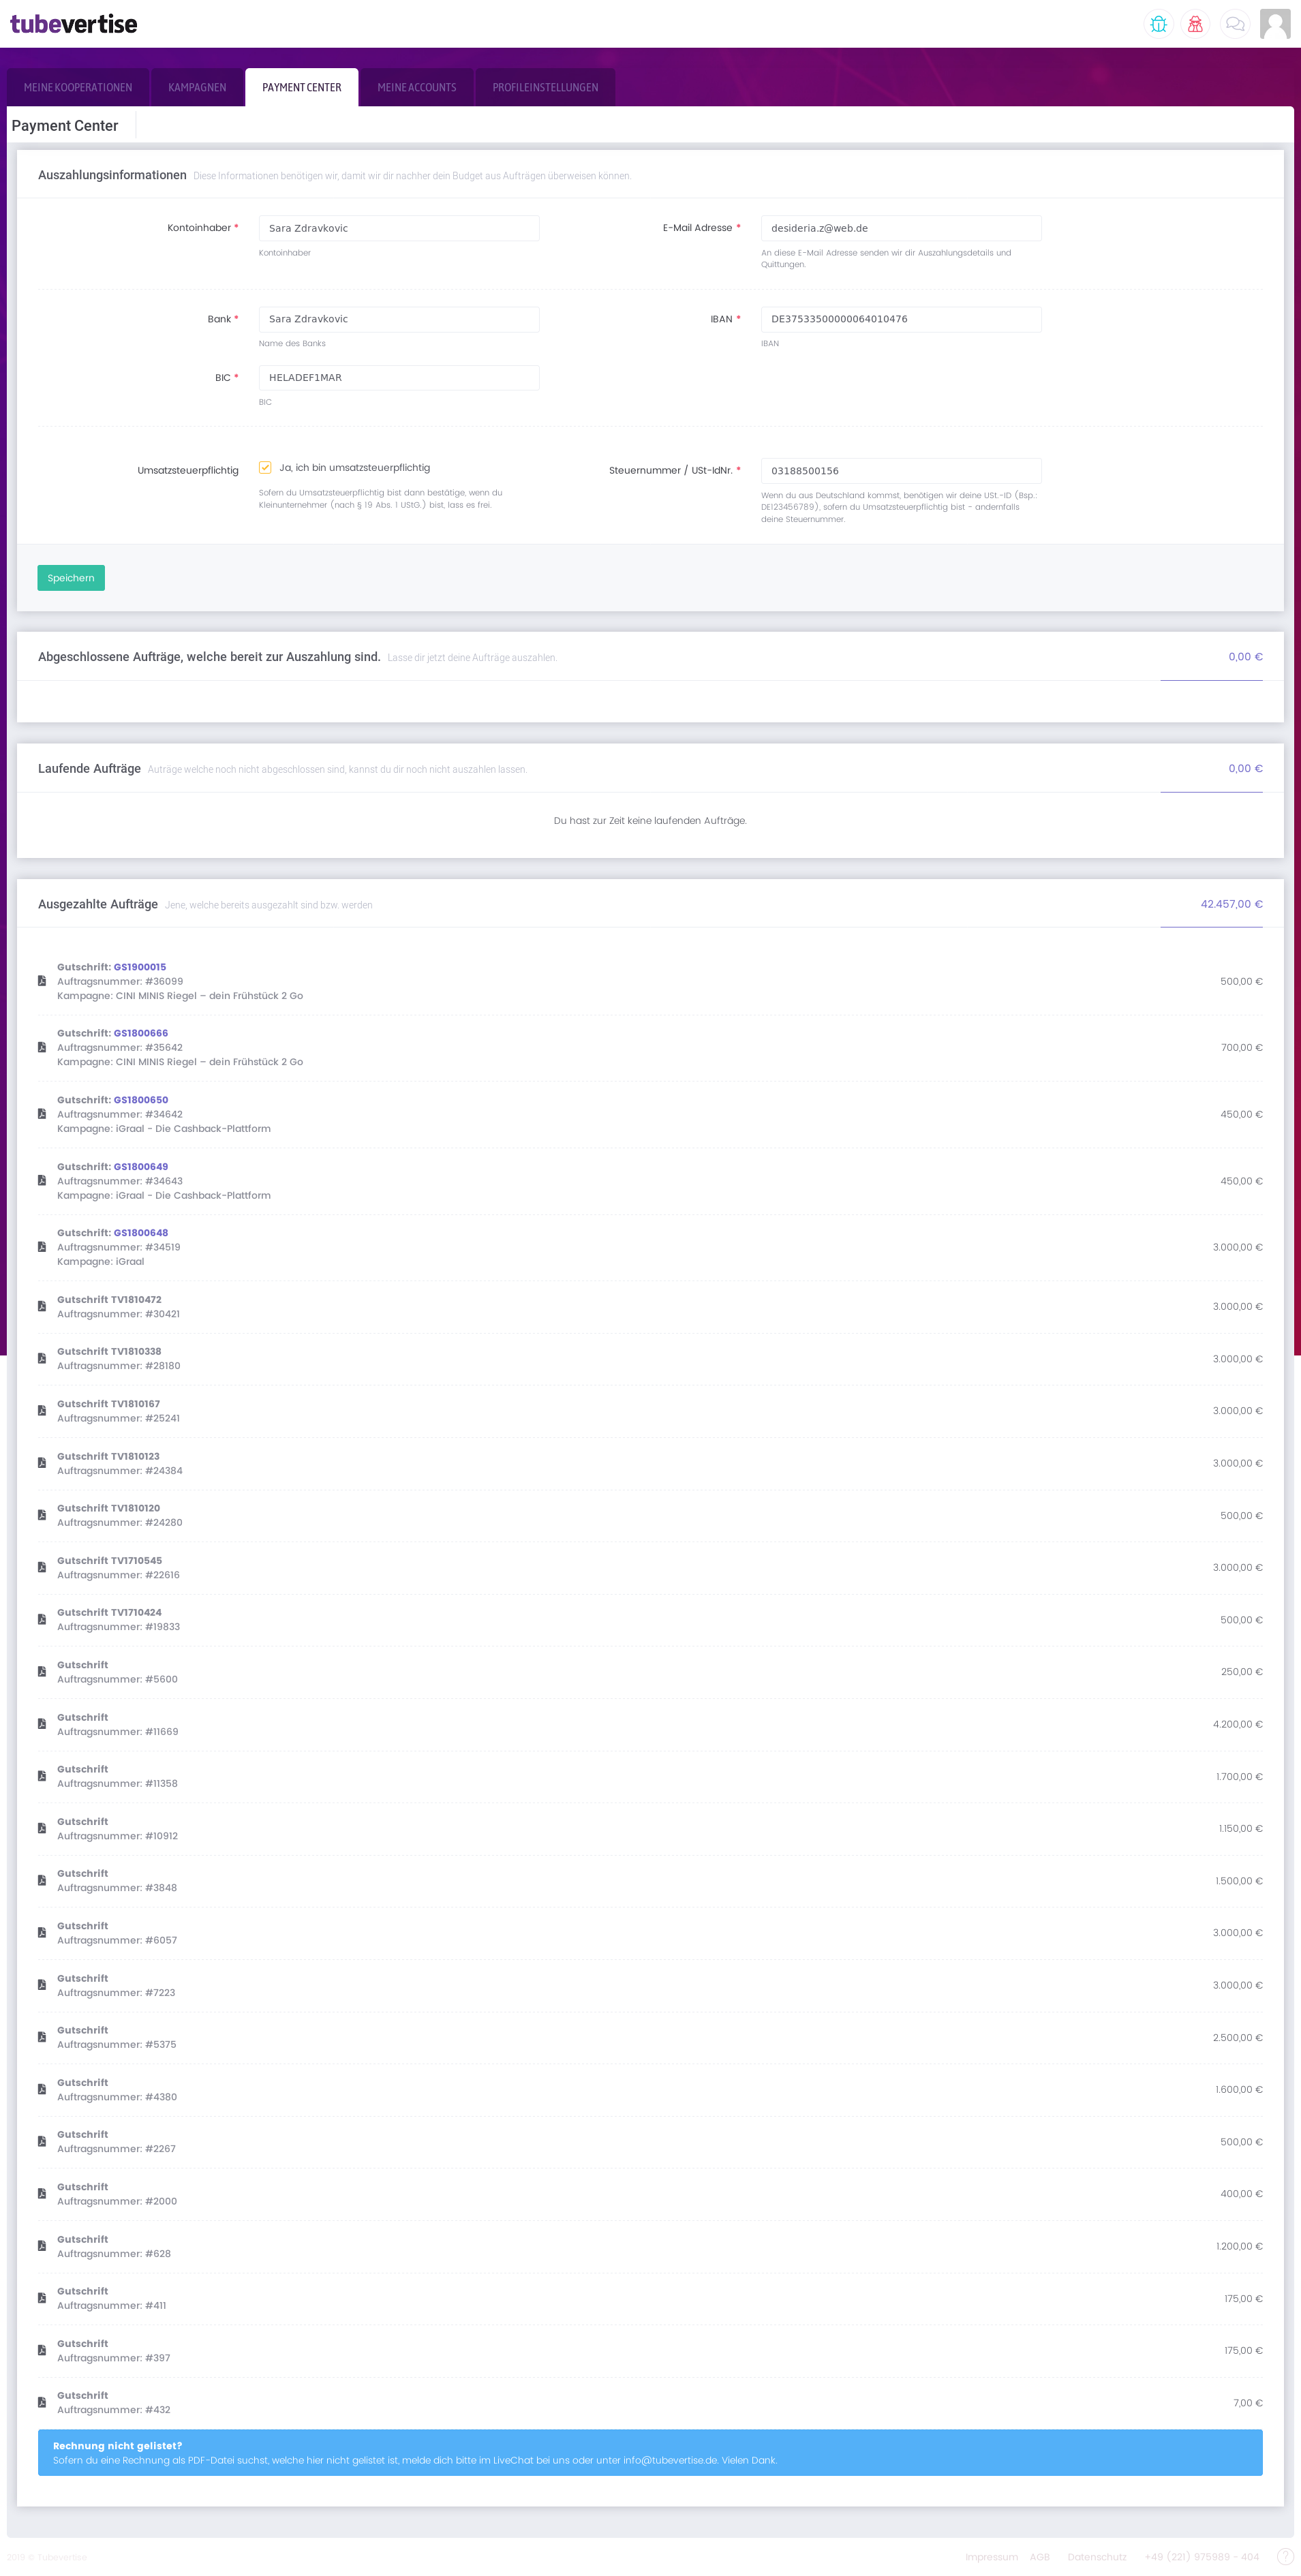 tubevertise
MEINE KOOPERATIONEN
KAMPAGNEN
PAYMENT CENTER
MEINE ACCOUNTS
PROFILEINSTELLUNGEN
Payment Center
Auszahlungsinformationen Diese Informationen benötigen wir, damit wir dir nachher dein Budget aus Aufträgen überweisen können.
Kontoinhaber *
Sara Zdravkovic
Kontoinhaber
E-Mail Adresse *
desideria.z@web.de
An diese E-Mail Adresse senden wir dir Auszahlungsdetails und
Quittungen.
Bank *
Sara Zdravkovic
Name des Banks
IBAN *
DE37533500000064010476
IBAN
BIC *
HELADEF1MAR
BIC
Umsatzsteuerpflichtig
Ja, ich bin umsatzsteuerpflichtig
Sofern du Umsatzsteuerpflichtig bist dann bestätige, wenn du
Kleinunternehmer (nach § 19 Abs. 1 UStG.) bist, lass es frei.
Steuernummer / USt-IdNr. *
03188500156
Wenn du aus Deutschland kommst, benötigen wir deine USt.-ID (Bsp.:
DE123456789), sofern du Umsatzsteuerpflichtig bist - andernfalls
deine Steuernummer.
Speichern
Abgeschlossene Aufträge, welche bereit zur Auszahlung sind. Lasse dir jetzt deine Aufträge auszahlen. 0,00 €
Laufende Aufträge Auträge welche noch nicht abgeschlossen sind, kannst du dir noch nicht auszahlen lassen. 0,00 €
Du hast zur Zeit keine laufenden Aufträge.
Ausgezahlte Aufträge Jene, welche bereits ausgezahlt sind bzw. werden 42.457,00 €
Gutschrift: GS1900015
Auftragsnummer: #36099 500,00 €
Kampagne: CINI MINIS Riegel – dein Frühstück 2 Go
Gutschrift: GS1800666
Auftragsnummer: #35642 700,00 €
Kampagne: CINI MINIS Riegel – dein Frühstück 2 Go
Gutschrift: GS1800650
Auftragsnummer: #34642 450,00 €
Kampagne: iGraal - Die Cashback-Plattform
Gutschrift: GS1800649
Auftragsnummer: #34643 450,00 €
Kampagne: iGraal - Die Cashback-Plattform
Gutschrift: GS1800648
Auftragsnummer: #34519 3.000,00 €
Kampagne: iGraal
Gutschrift TV1810472
Auftragsnummer: #30421 3.000,00 €
Gutschrift TV1810338
Auftragsnummer: #28180 3.000,00 €
Gutschrift TV1810167
Auftragsnummer: #25241 3.000,00 €
Gutschrift TV1810123
Auftragsnummer: #24384 3.000,00 €
Gutschrift TV1810120
Auftragsnummer: #24280 500,00 €
Gutschrift TV1710545
Auftragsnummer: #22616 3.000,00 €
Gutschrift TV1710424
Auftragsnummer: #19833 500,00 €
Gutschrift
Auftragsnummer: #5600 250,00 €
Gutschrift
Auftragsnummer: #11669 4.200,00 €
Gutschrift
Auftragsnummer: #11358 1.700,00 €
Gutschrift
Auftragsnummer: #10912 1.150,00 €
Gutschrift
Auftragsnummer: #3848 1.500,00 €
Gutschrift
Auftragsnummer: #6057 3.000,00 €
Gutschrift
Auftragsnummer: #7223 3.000,00 €
Gutschrift
Auftragsnummer: #5375 2.500,00 €
Gutschrift
Auftragsnummer: #4380 1.600,00 €
Gutschrift
Auftragsnummer: #2267 500,00 €
Gutschrift
Auftragsnummer: #2000 400,00 €
Gutschrift
Auftragsnummer: #628 1.200,00 €
Gutschrift
Auftragsnummer: #411 175,00 €
Gutschrift
Auftragsnummer: #397 175,00 €
Gutschrift
Auftragsnummer: #432 7,00 €
Rechnung nicht gelistet?
Sofern du eine Rechnung als PDF-Datei suchst, welche hier nicht gelistet ist, melde dich bitte im LiveChat bei uns oder unter info@tubevertise.de. Vielen Dank.
2019 © Tubevertise Impressum AGB Datenschutz +49 (221) 975989 - 404